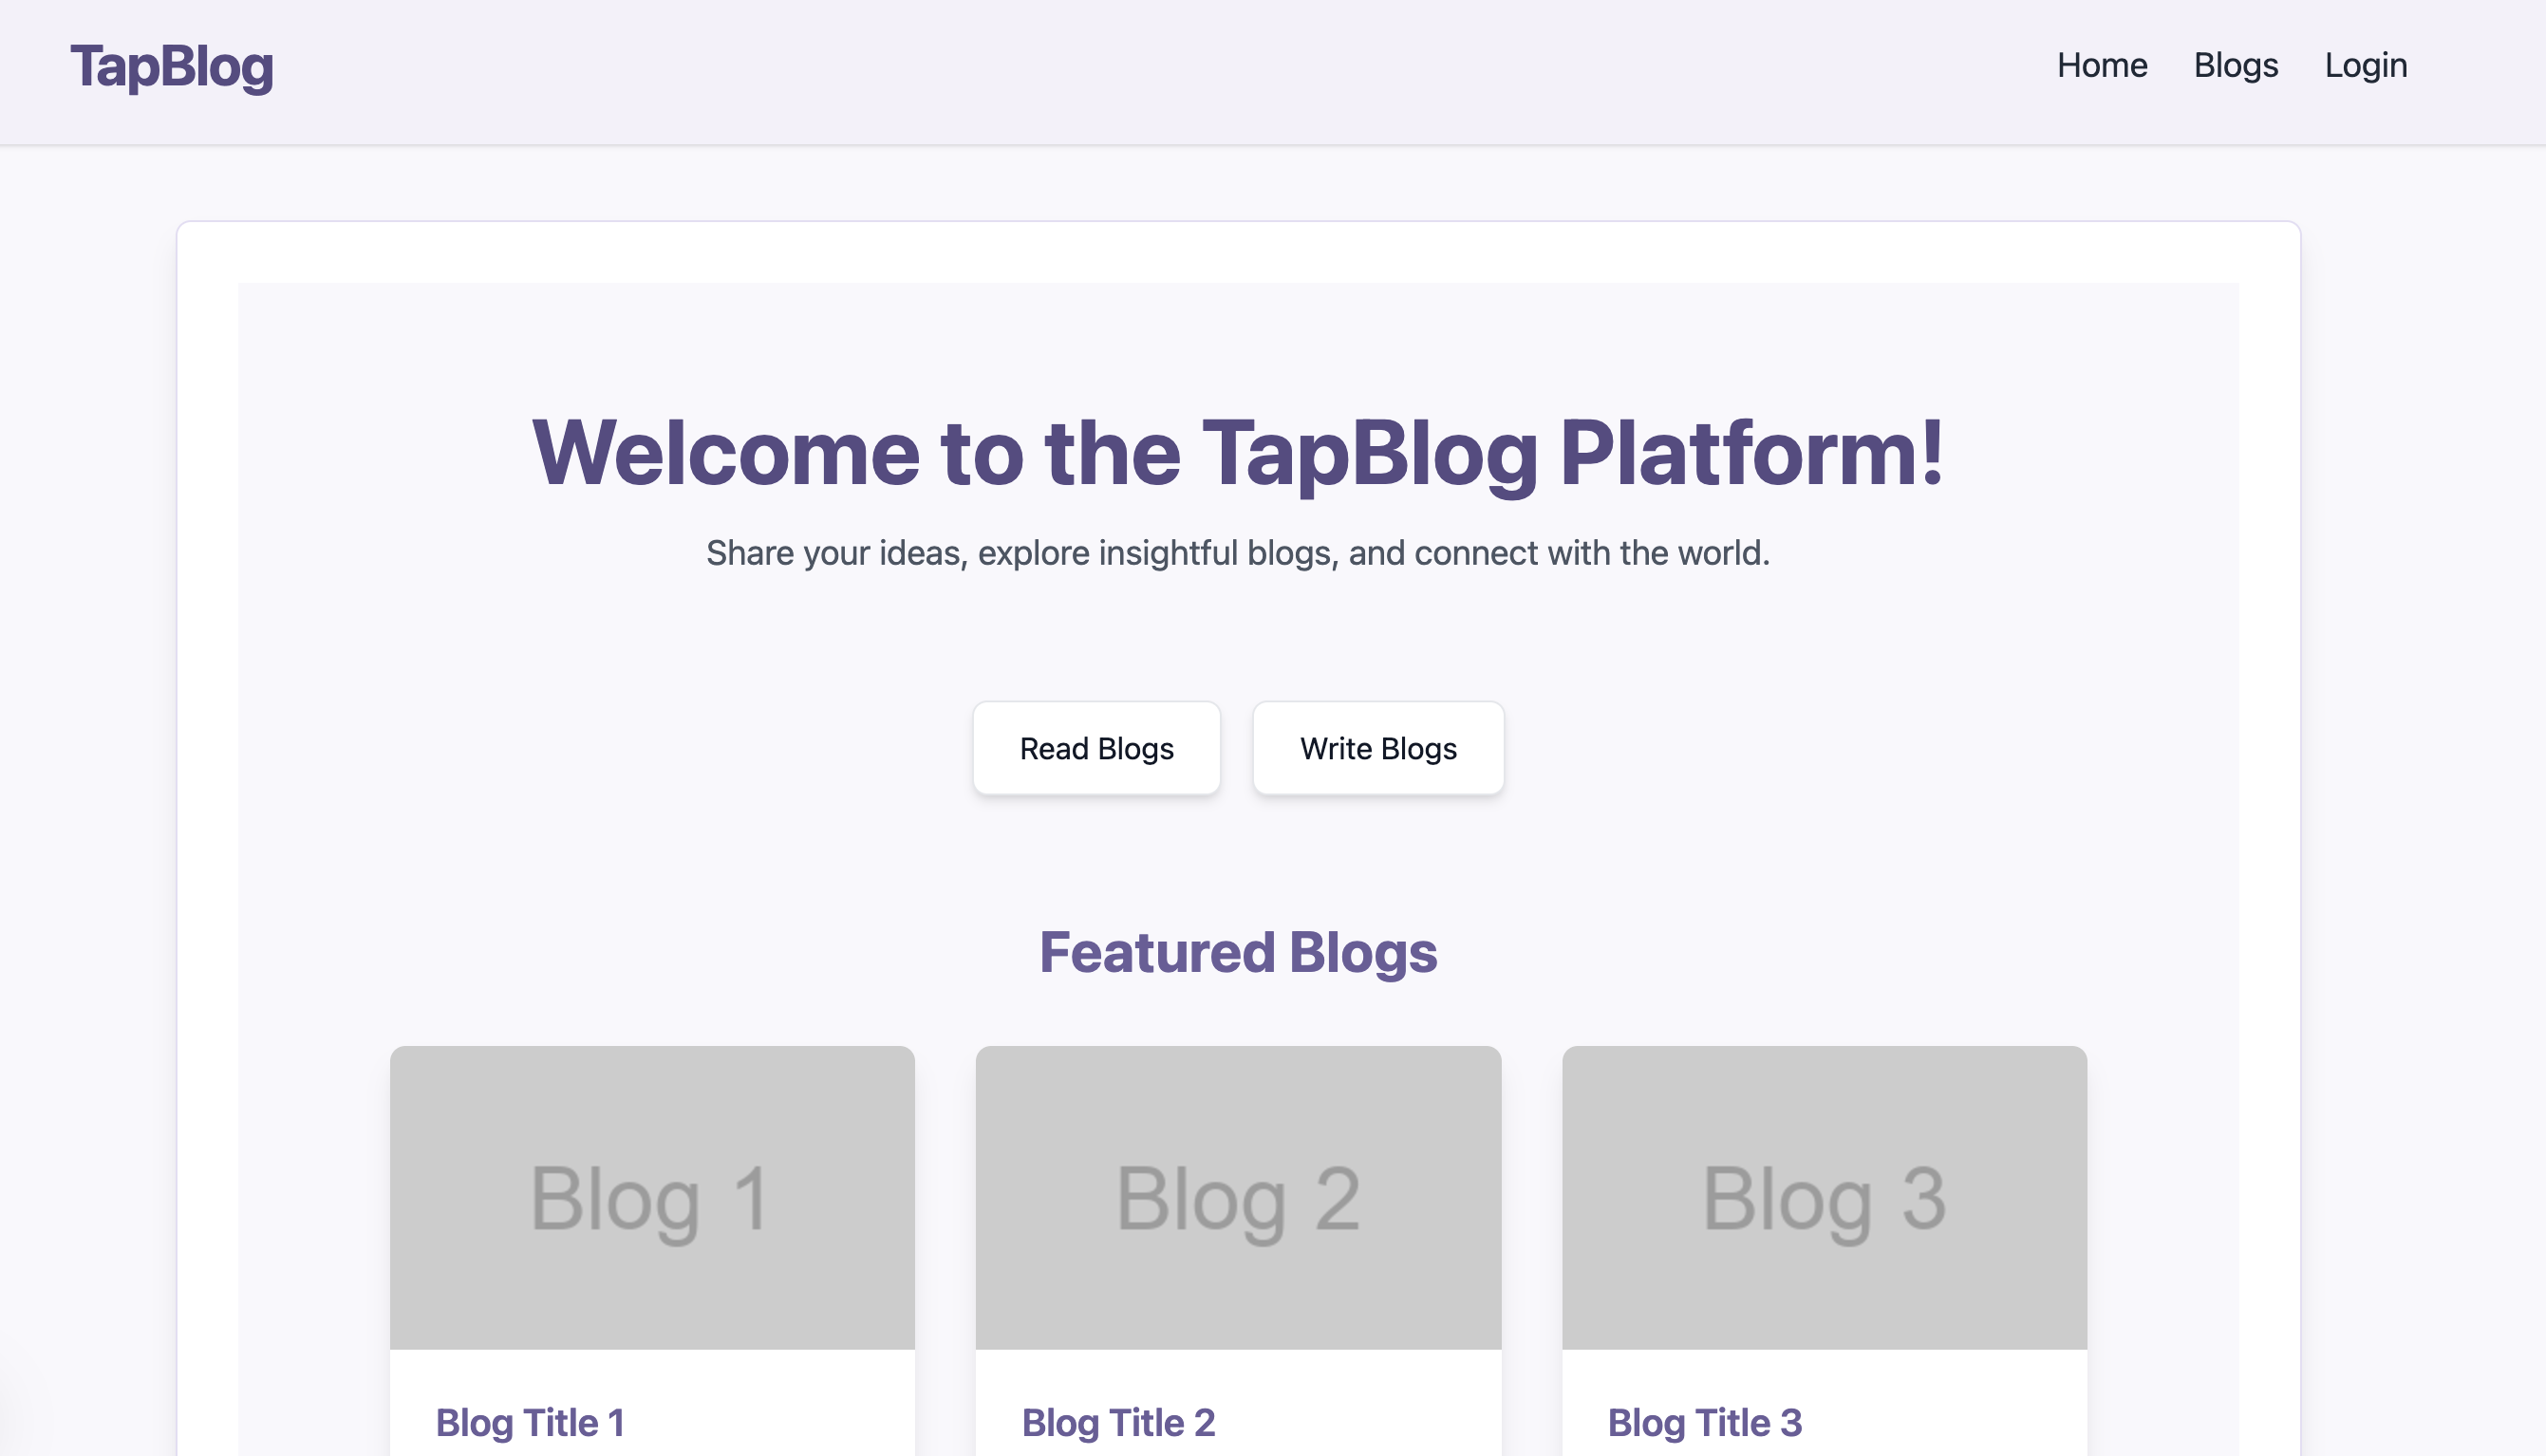 TapBlog
Home Blogs Login
Welcome to the TapBlog Platform!
Share your ideas, explore insightful blogs, and connect with the world.
Read Blogs Write Blogs
Featured Blogs
Blog 1 Blog 2 Blog 3
Blog Title 1 Blog Title 2 Blog Title 3